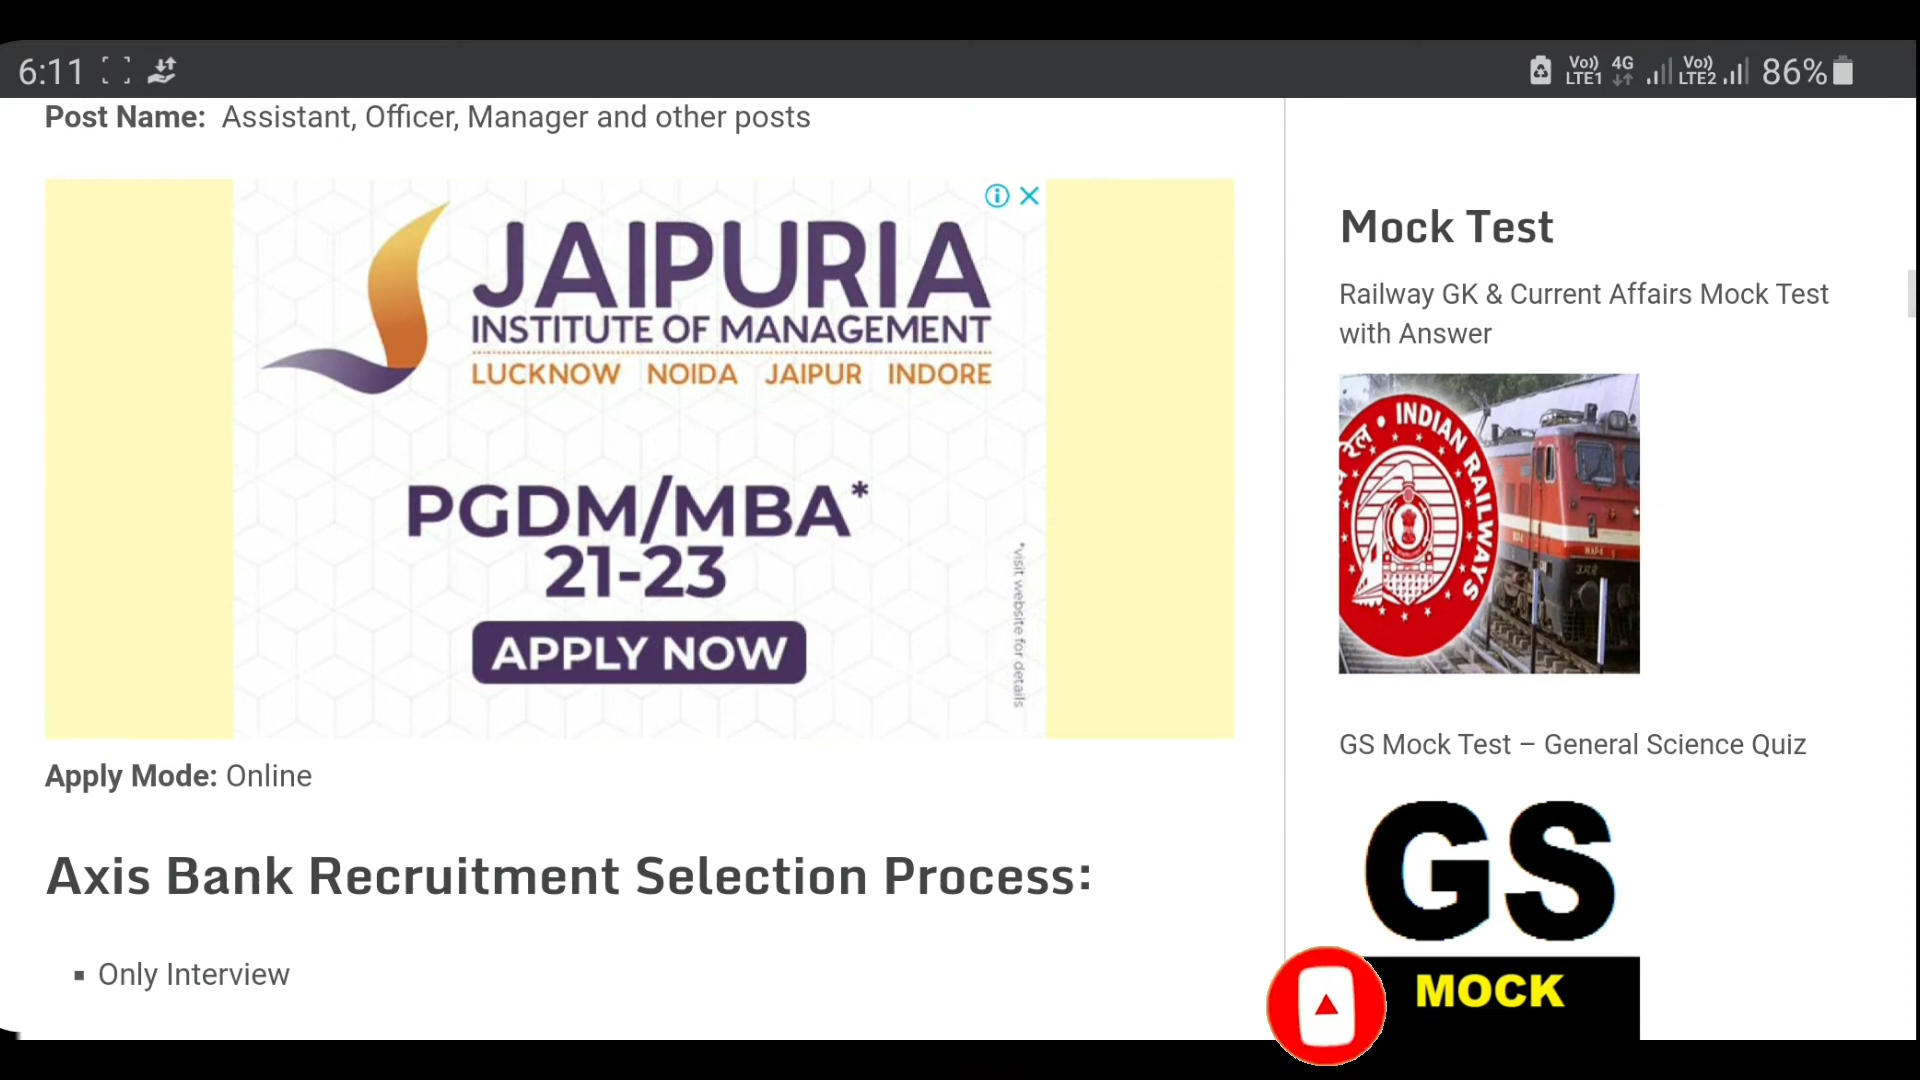 6:11
Vo)) LTE1 4G Vo)) LTE2 86%
Post Name: Assistant, Officer, Manager and other posts
JAIPURIA
INSTITUTE OF MANAGEMENT
LUCKNOW NOIDA JAIPUR INDORE
PGDM/MBA*
21-23
APPLY NOW
*visit website for details
Apply Mode: Online
Axis Bank Recruitment Selection Process:
▪ Only Interview
Mock Test
Railway GK & Current Affairs Mock Test
with Answer
रेल • INDIAN RAILWAYS
GS Mock Test – General Science Quiz
GS
MOCK